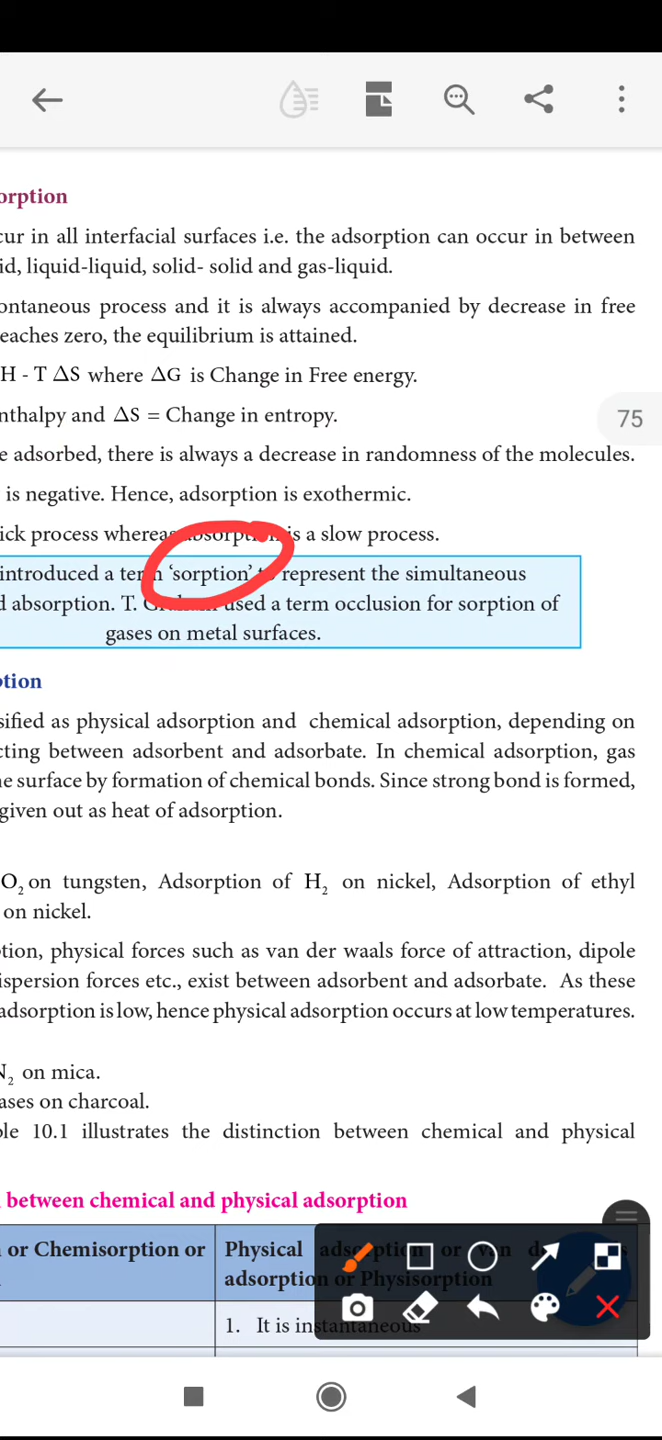 orption
cur in all interfacial surfaces i.e. the adsorption can occur in between
id, liquid-liquid, solid- solid and gas-liquid.
ontaneous process and it is always accompanied by decrease in free
eaches zero, the equilibrium is attained.
H - T ΔS where ΔG is Change in Free energy.
nthalpy and ΔS = Change in entropy.
75
e adsorbed, there is always a decrease in randomness of the molecules.
is negative. Hence, adsorption is exothermic.
ick process whereas absorption is a slow process.
introduced a term ‘sorption’ to represent the simultaneous
d absorption. T. Graham used a term occlusion for sorption of
gases on metal surfaces.
ption
sified as physical adsorption and chemical adsorption, depending on
cting between adsorbent and adsorbate. In chemical adsorption, gas
he surface by formation of chemical bonds. Since strong bond is formed,
given out as heat of adsorption.
O₂ on tungsten, Adsorption of H₂ on nickel, Adsorption of ethyl
on nickel.
tion, physical forces such as van der waals force of attraction, dipole
ispersion forces etc., exist between adsorbent and adsorbate. As these
adsorption is low, hence physical adsorption occurs at low temperatures.
N₂ on mica.
ases on charcoal.
ble 10.1 illustrates the distinction between chemical and physical
between chemical and physical adsorption
or Chemisorption or
Physical adsorption or
adsorption or Physisorption
1. It is instantaneous